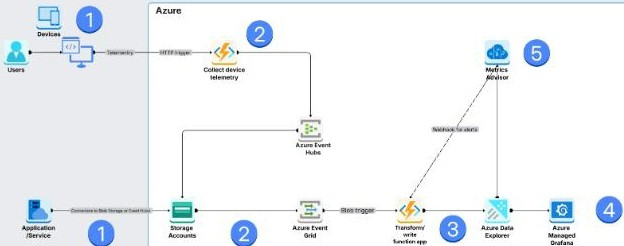 Azure
Devices
1
2
5
Users
Telemetry
HTTP trigger
Collect device
telemetry
Metrics
Advisor
Webhook for alerts
Azure Event
Hubs
Connections to Blob Storage or Event Hubs
Blob trigger
Application
/Service
1
Storage
Accounts
2
Azure Event
Grid
Transform/
write
function app
3
Azure Data
Explorer
Azure
Managed
Grafana
4